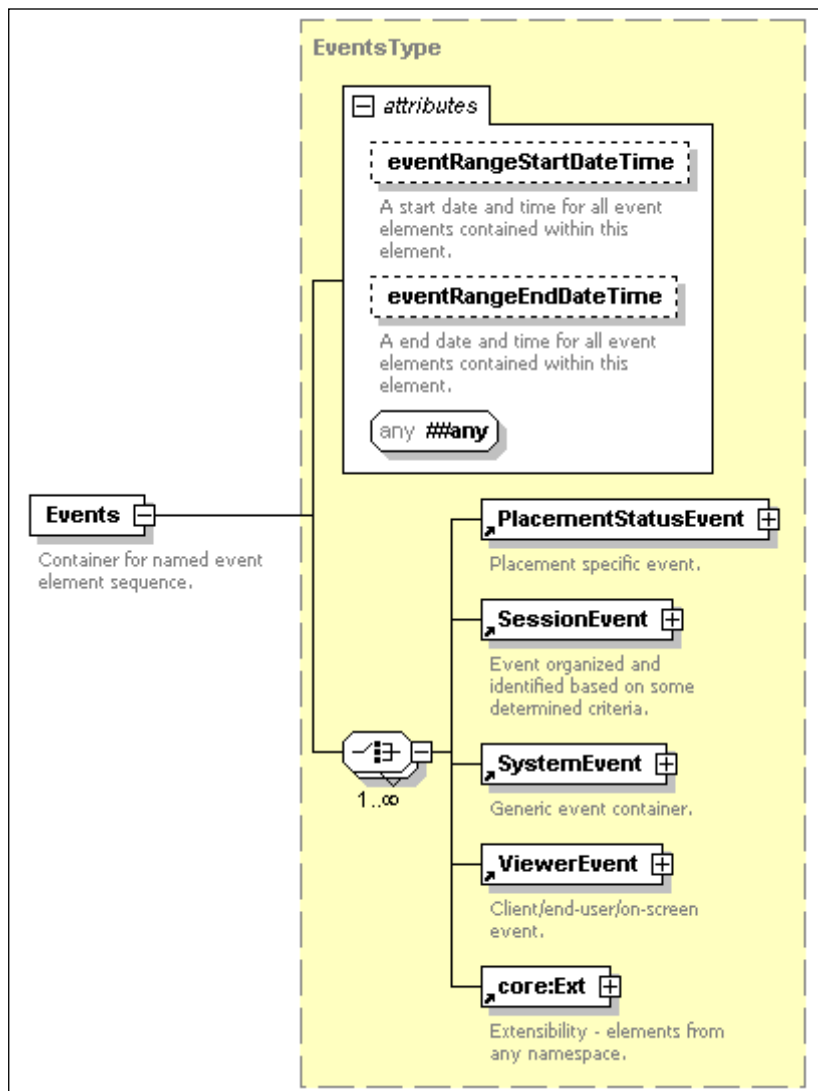 EventsType
attributes
eventRangeStartDateTime
A start date and time for all event
elements contained within this
element.
eventRangeEndDateTime
A end date and time for all event
elements contained within this
element.
any ##any
Events
Container for named event
element sequence.
PlacementStatusEvent
Placement specific event.
SessionEvent
Event organized and
identified based on some
determined criteria.
SystemEvent
Generic event container.
1..∞
ViewerEvent
Client/end-user/on-screen
event.
core:Ext
Extensibility - elements from
any namespace.